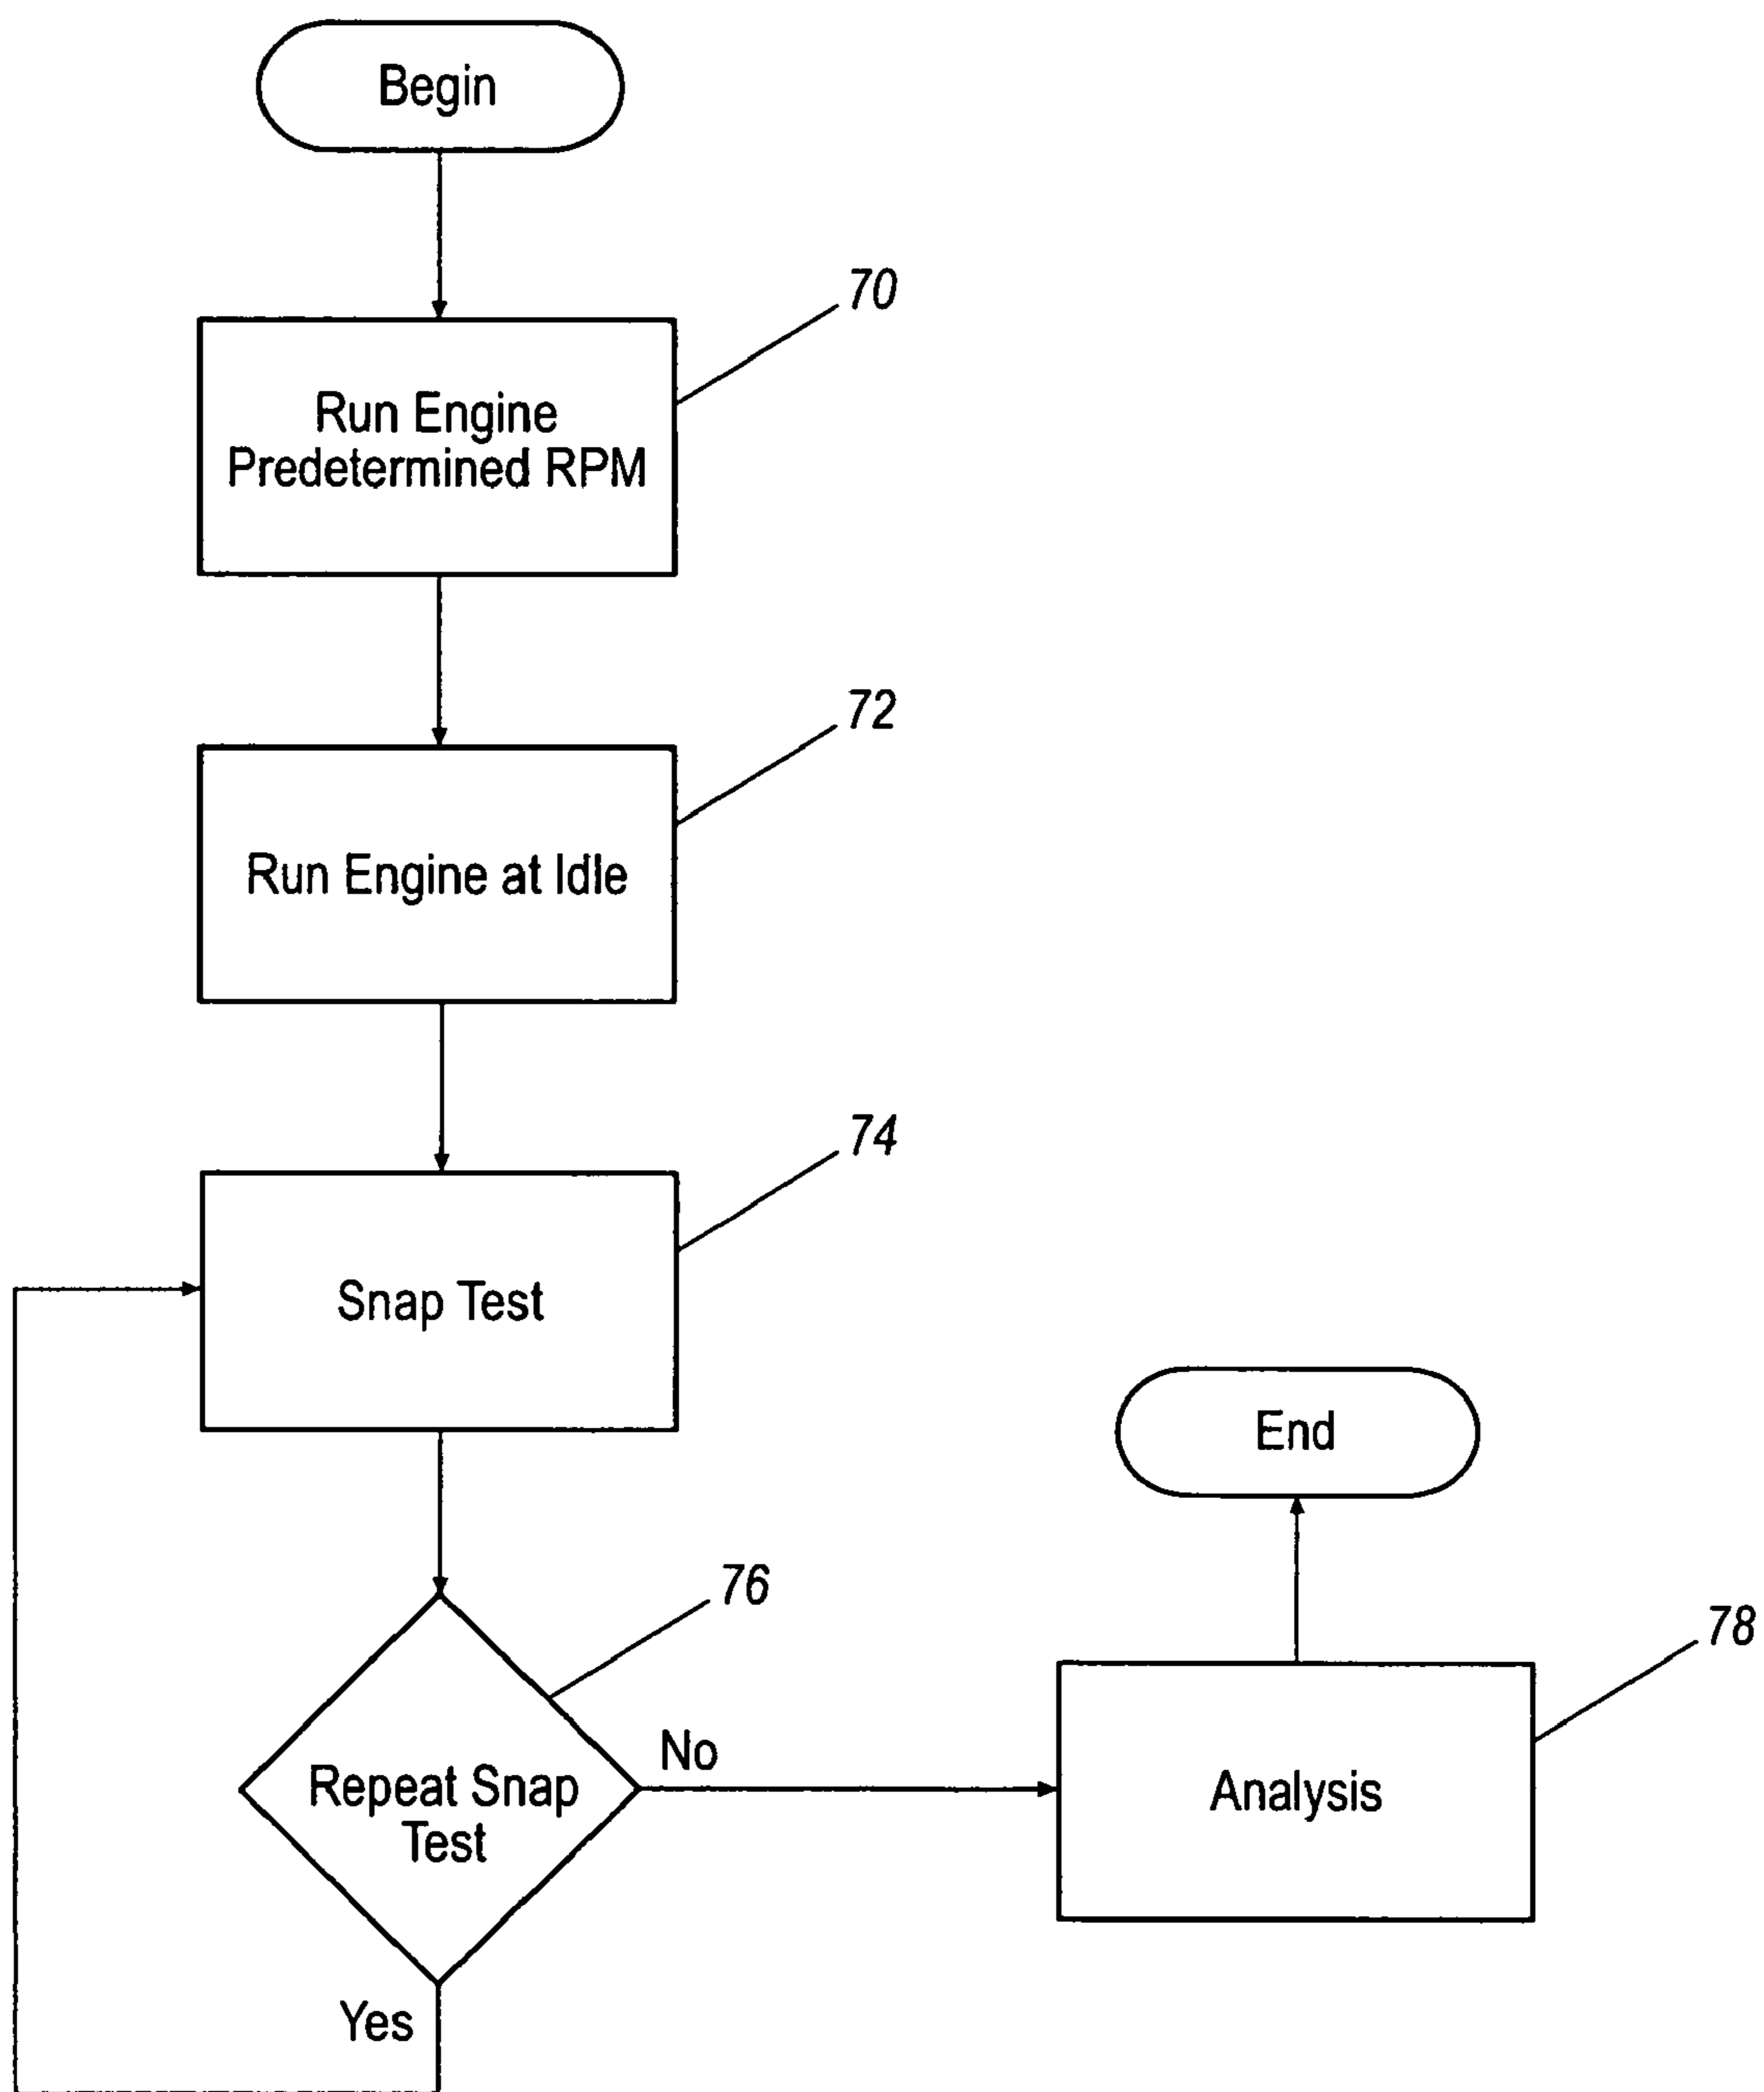 Begin
70
Run Engine
Predetermined RPM
72
Run Engine at Idle
74
Snap Test
76
Repeat Snap
Test
No
Yes
End
78
Analysis